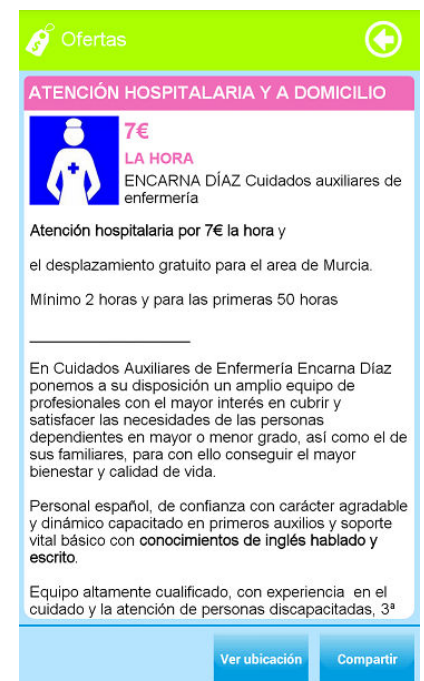 Ofertas
ATENCIÓN HOSPITALARIA Y A DOMICILIO
7€
LA HORA
ENCARNA DÍAZ Cuidados auxiliares de
enfermería
Atención hospitalaria por 7€ la hora y
el desplazamiento gratuito para el area de Murcia.
Mínimo 2 horas y para las primeras 50 horas
____________________
En Cuidados Auxiliares de Enfermería Encarna Díaz
ponemos a su disposición un amplio equipo de
profesionales con el mayor interés en cubrir y
satisfacer las necesidades de las personas
dependientes en mayor o menor grado, así como el de
sus familiares, para con ello conseguir el mayor
bienestar y calidad de vida.
Personal español, de confianza con carácter agradable
y dinámico capacitado en primeros auxilios y soporte
vital básico con conocimientos de inglés hablado y
escrito.
Equipo altamente cualificado, con experiencia en el
cuidado y la atención de personas discapacitadas, 3ª
Ver ubicación
Compartir